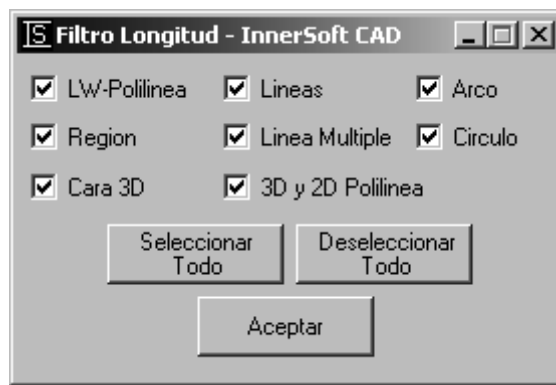 IS Filtro Longitud - InnerSoft CAD
LW-Polilinea
Lineas
Arco
Region
Linea Multiple
Circulo
Cara 3D
3D y 2D Polilinea
Seleccionar
Todo
Deseleccionar
Todo
Aceptar